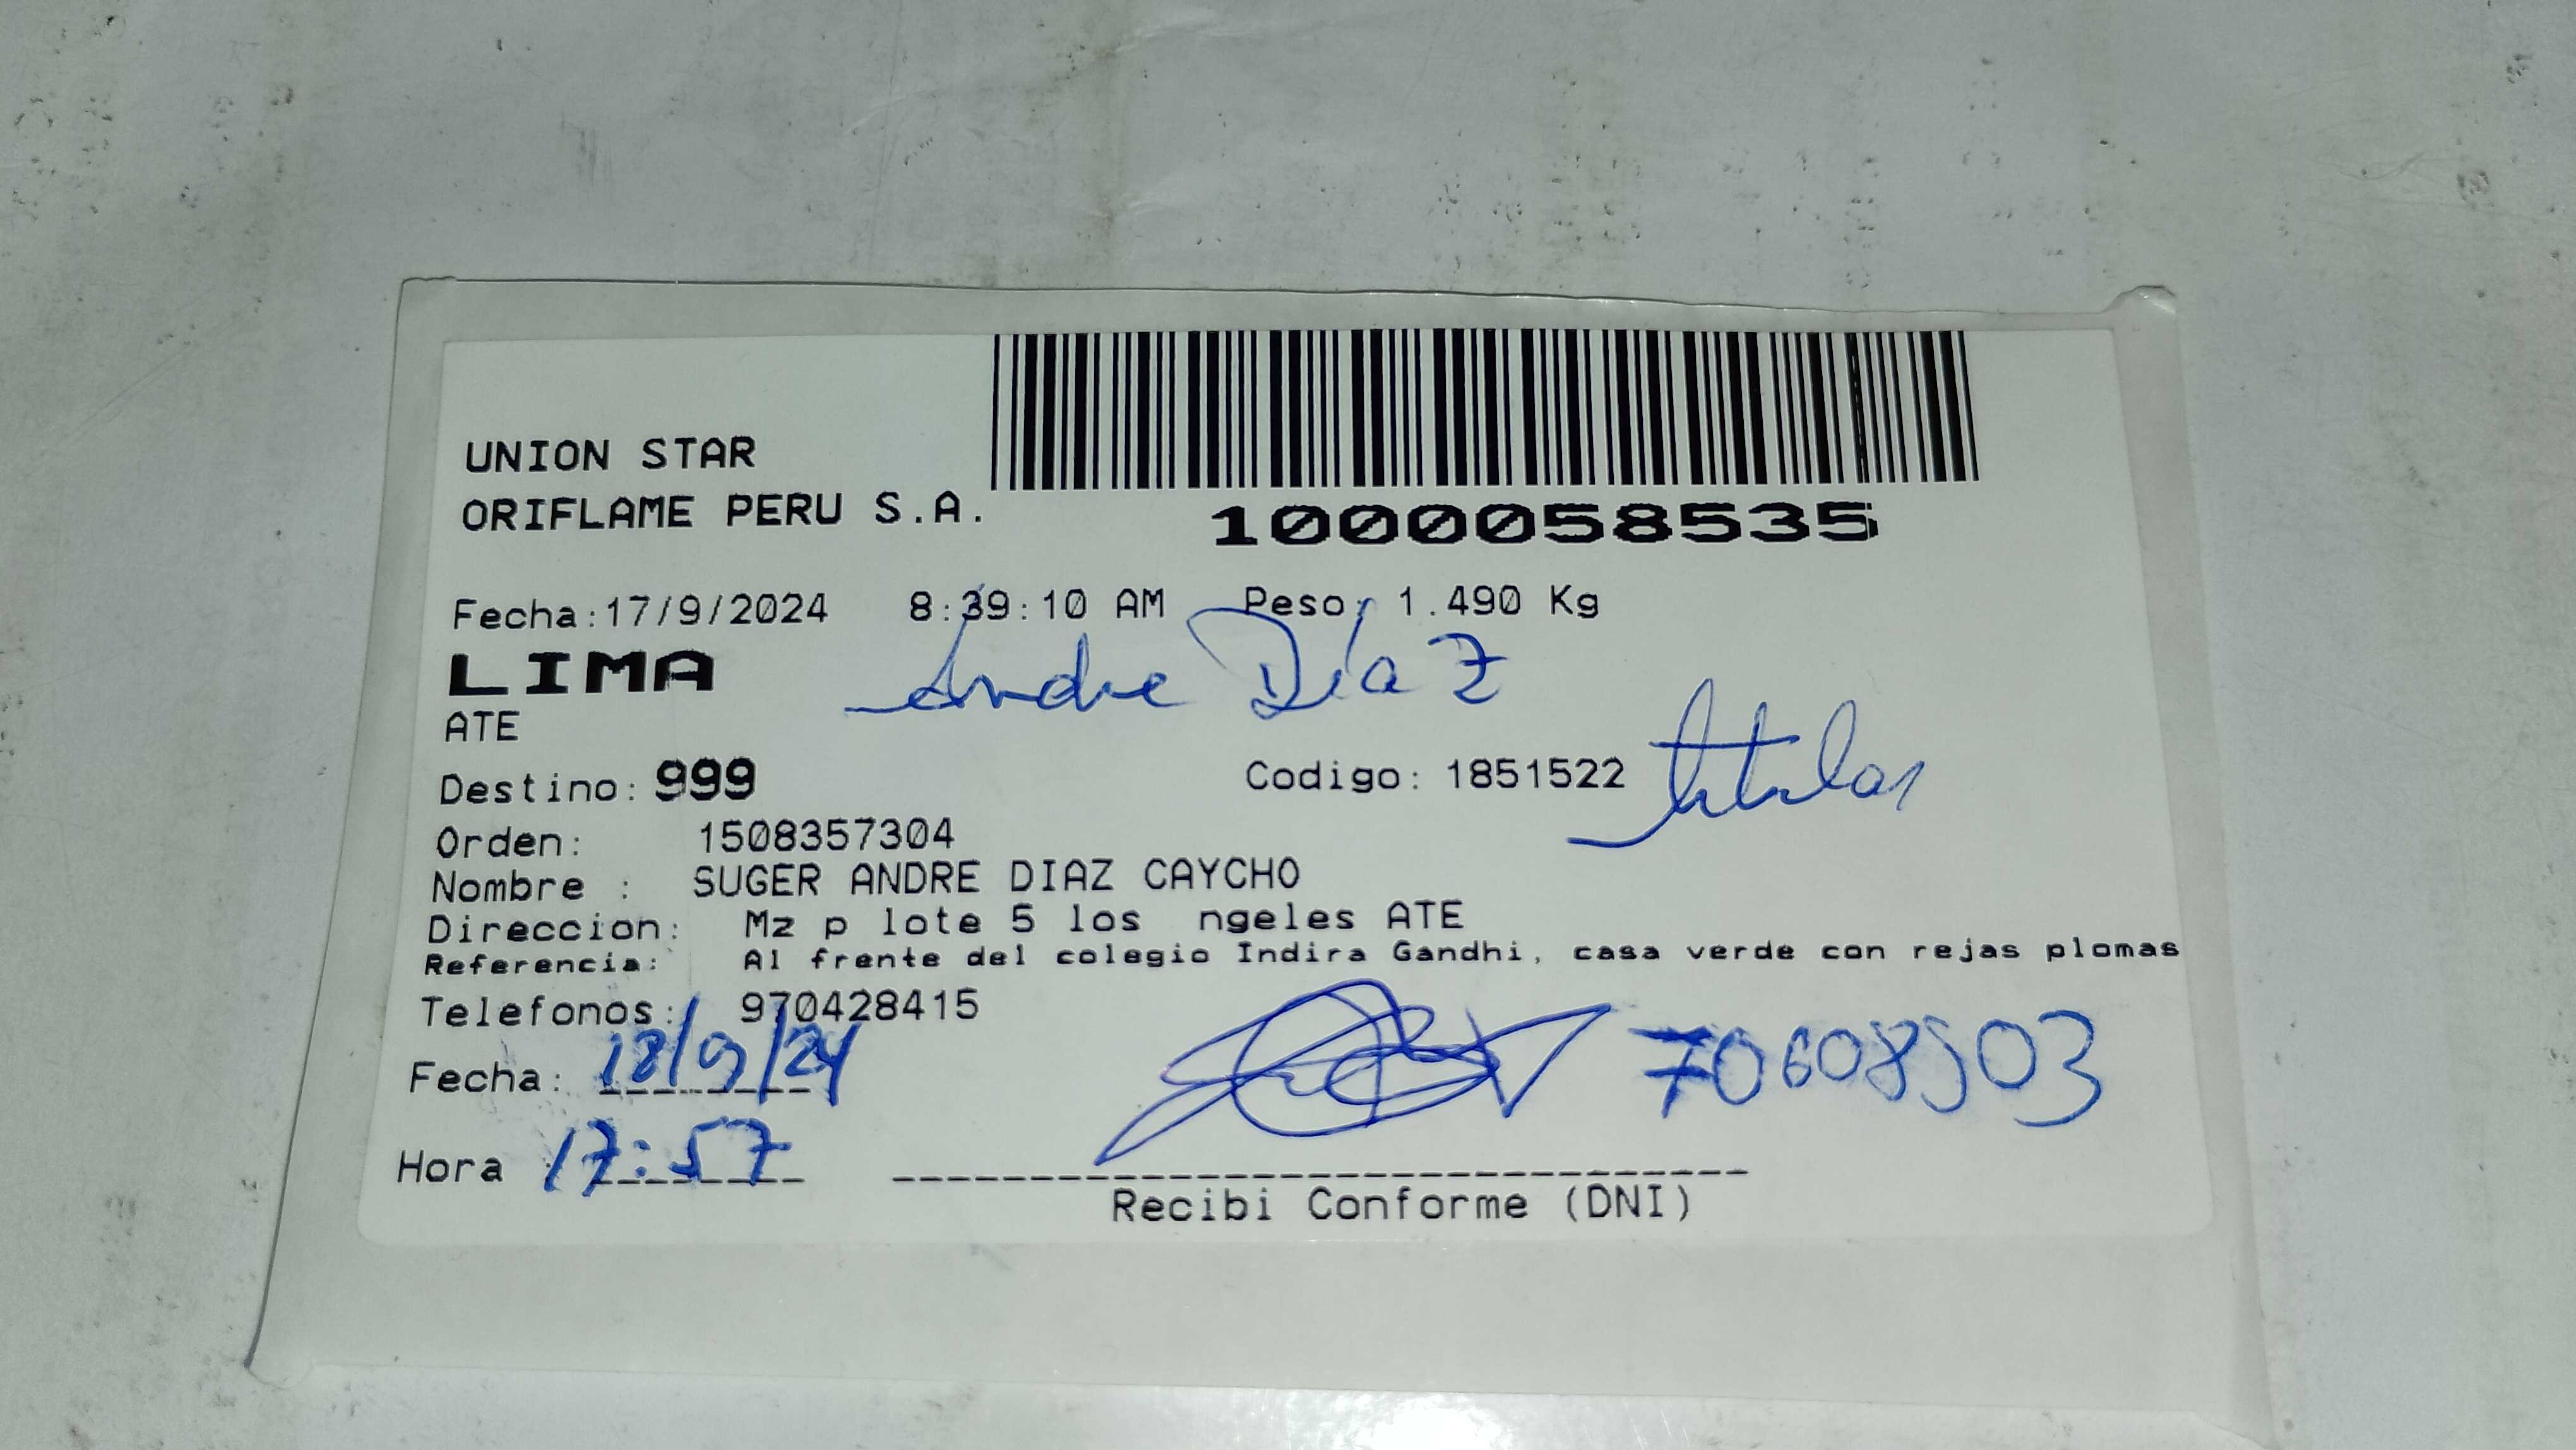 UNION STAR
ORIFLAME PERU S.A.
1000058535
Fecha:17/9/2024 8:39:10 AM Peso: 1.490 Kg
LIMA Andre Díaz
ATE
Destino: 999 Codigo: 1851522 titular
Orden: 1508357304
Nombre : SUGER ANDRE DIAZ CAYCHO
Direccion: Mz p lote 5 los ngeles ATE
Referencia: Al frente del colegio Indira Gandhi, casa verde con rejas plomas
Telefonos: 970428415
Fecha: 18/9/24 70608503
Hora : 17:57
Recibi Conforme (DNI)